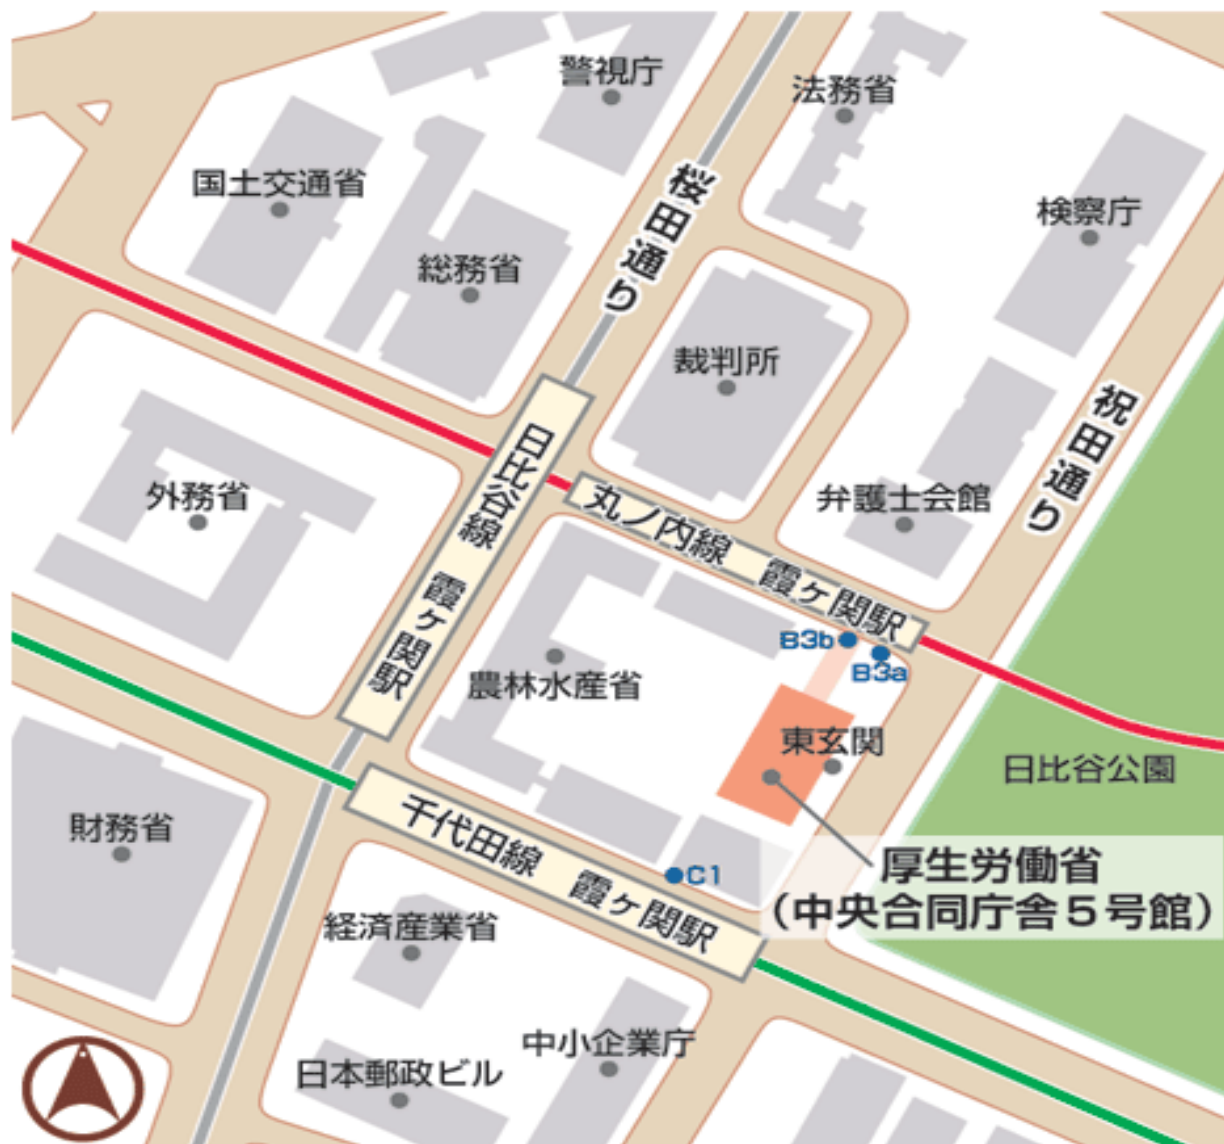 警視庁
法務省
国土交通省
桜田通り
検察庁
総務省
裁判所
祝田通り
外務省
日比谷線 霞ヶ関駅
丸ノ内線 霞ヶ関駅
弁護士会館
B3b
B3a
農林水産省
東玄関
日比谷公園
財務省
千代田線 霞ヶ関駅
C1
厚生労働省
（中央合同庁舎５号館）
経済産業省
中小企業庁
日本郵政ビル